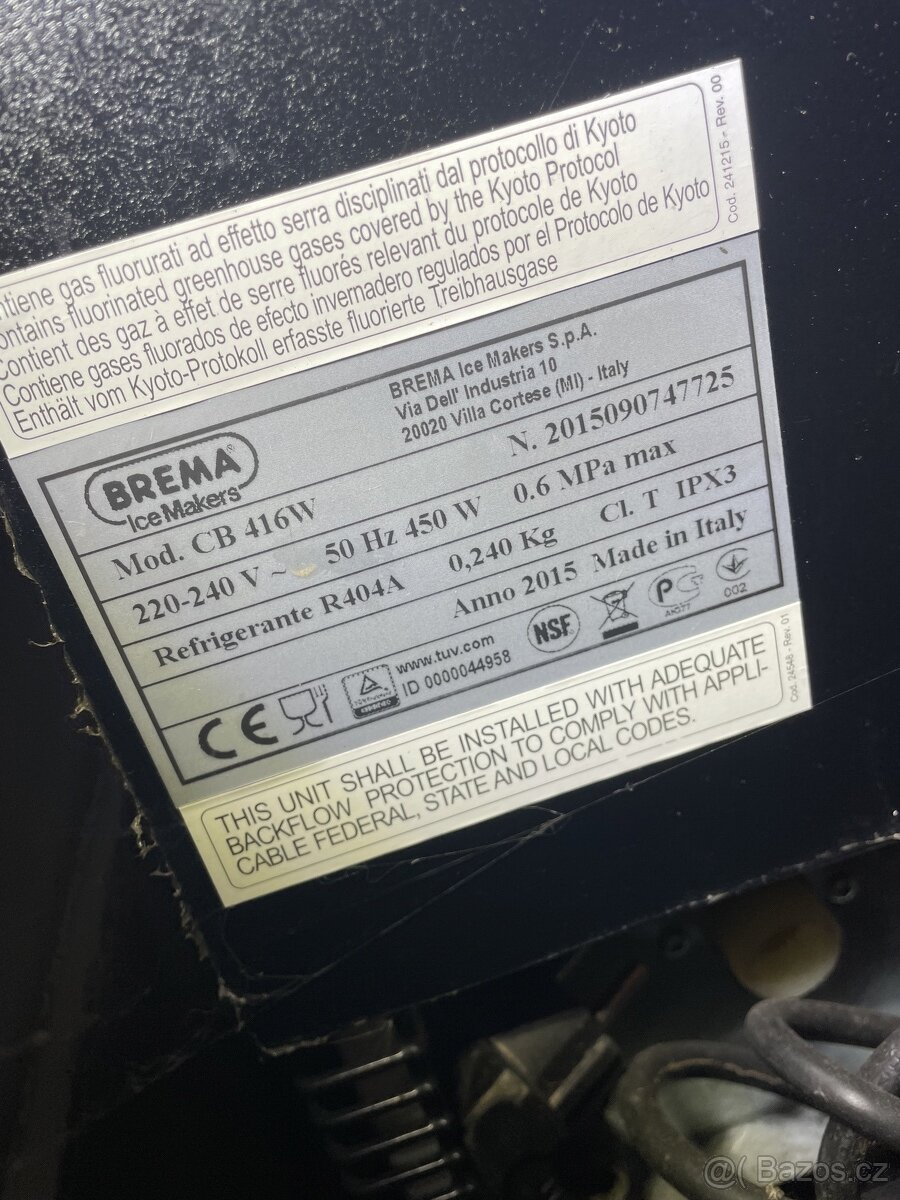 ntiene gas fluorurati ad effetto serra disciplinati dal protocollo di Kyoto
ontains fluorinated greenhouse gases covered by the Kyoto Protocol
Contient des gaz à effet de serre fluorés relevant du protocole de Kyoto
Contiene gases fluorados de efecto invernadero regulados por el Protocolo de Kyoto
Enthält vom Kyoto-Protokoll erfasste fluorierte Treibhausgase
Cod. 241215 - Rev. 00
BREMA®
Ice Makers
BREMA Ice Makers S.p.A.
Via Dell' Industria 10
20020 Villa Cortese (MI) - Italy
Mod. CB 416W N. 2015090747725
220-240 V ~ 50 Hz 450 W 0.6 MPa max
Refrigerante R404A 0,240 Kg Cl. T IPX3
Anno 2015 Made in Italy
CE
www.tuv.com
ID 0000044958
NSF
PG
002
THIS UNIT SHALL BE INSTALLED WITH ADEQUATE
BACKFLOW PROTECTION TO COMPLY WITH APPLI-
CABLE FEDERAL, STATE AND LOCAL CODES.
Cod. 24548 - Rev. 01
@( Bazos.cz